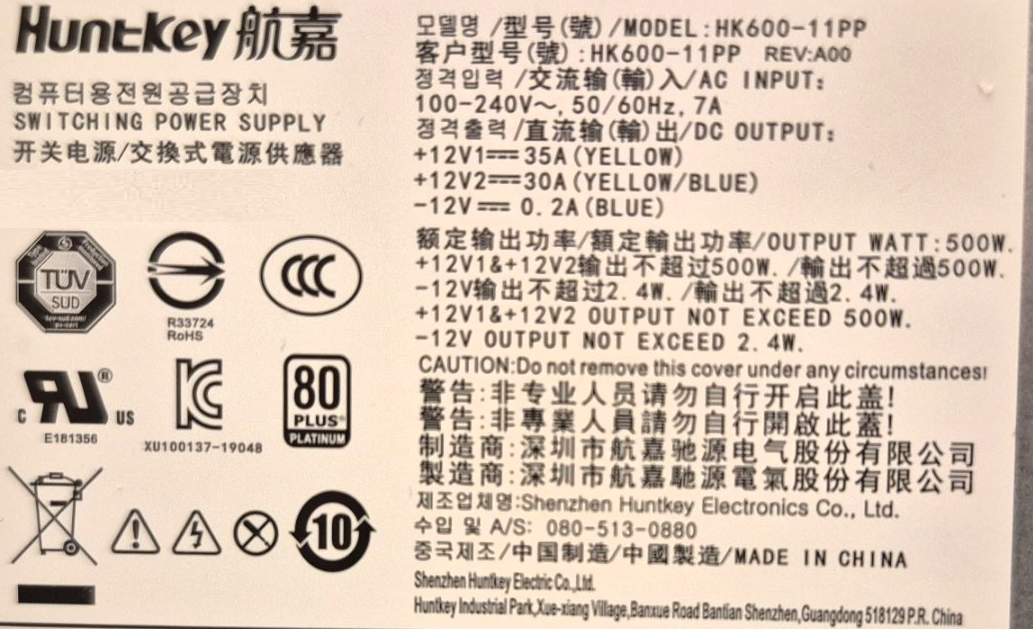 Huntkey 航嘉
컴퓨터용전원공급장치
SWITCHING POWER SUPPLY
开关电源/交換式電源供應器
TÜV
SÜD
tuv-sud.com/
ps-cert
R33724
RoHS
CCC
C UL US ®
E181356
KC
XU100137-19048
80
PLUS®
PLATINUM
10
모델명 /型号(號)/MODEL:HK600-11PP
客户型号(號) :HK600-11PP REV:A00
정격입력 /交流输(輸)入/AC INPUT:
100-240V～, 50/60Hz, 7A
정격출력 /直流输(輸)出/DC OUTPUT:
+12V1⎓35A(YELLOW)
+12V2⎓30A(YELLOW/BLUE)
-12V⎓ 0.2A(BLUE)
额定输出功率/額定輸出功率/OUTPUT WATT:500W.
+12V1&+12V2输出不超过500W. /輸出不超過500W.
-12V输出不超过2.4W. /輸出不超過2.4W.
+12V1&+12V2 OUTPUT NOT EXCEED 500W.
-12V OUTPUT NOT EXCEED 2.4W.
CAUTION:Do not remove this cover under any circumstances!
警告:非专业人员请勿自行开启此盖!
警告:非專業人員請勿自行開啟此蓋!
制造商:深圳市航嘉驰源电气股份有限公司
製造商:深圳市航嘉馳源電氣股份有限公司
제조업체명:Shenzhen Huntkey Electronics Co., Ltd.
수입 및 A/S: 080-513-0880
중국제조/中国制造/中國製造/MADE IN CHINA
Shenzhen Huntkey Electric Co.,Ltd.
Huntkey Industrial Park,Xue-xiang Village,Banxue Road Bantian Shenzhen,Guangdong 518129 P.R. China